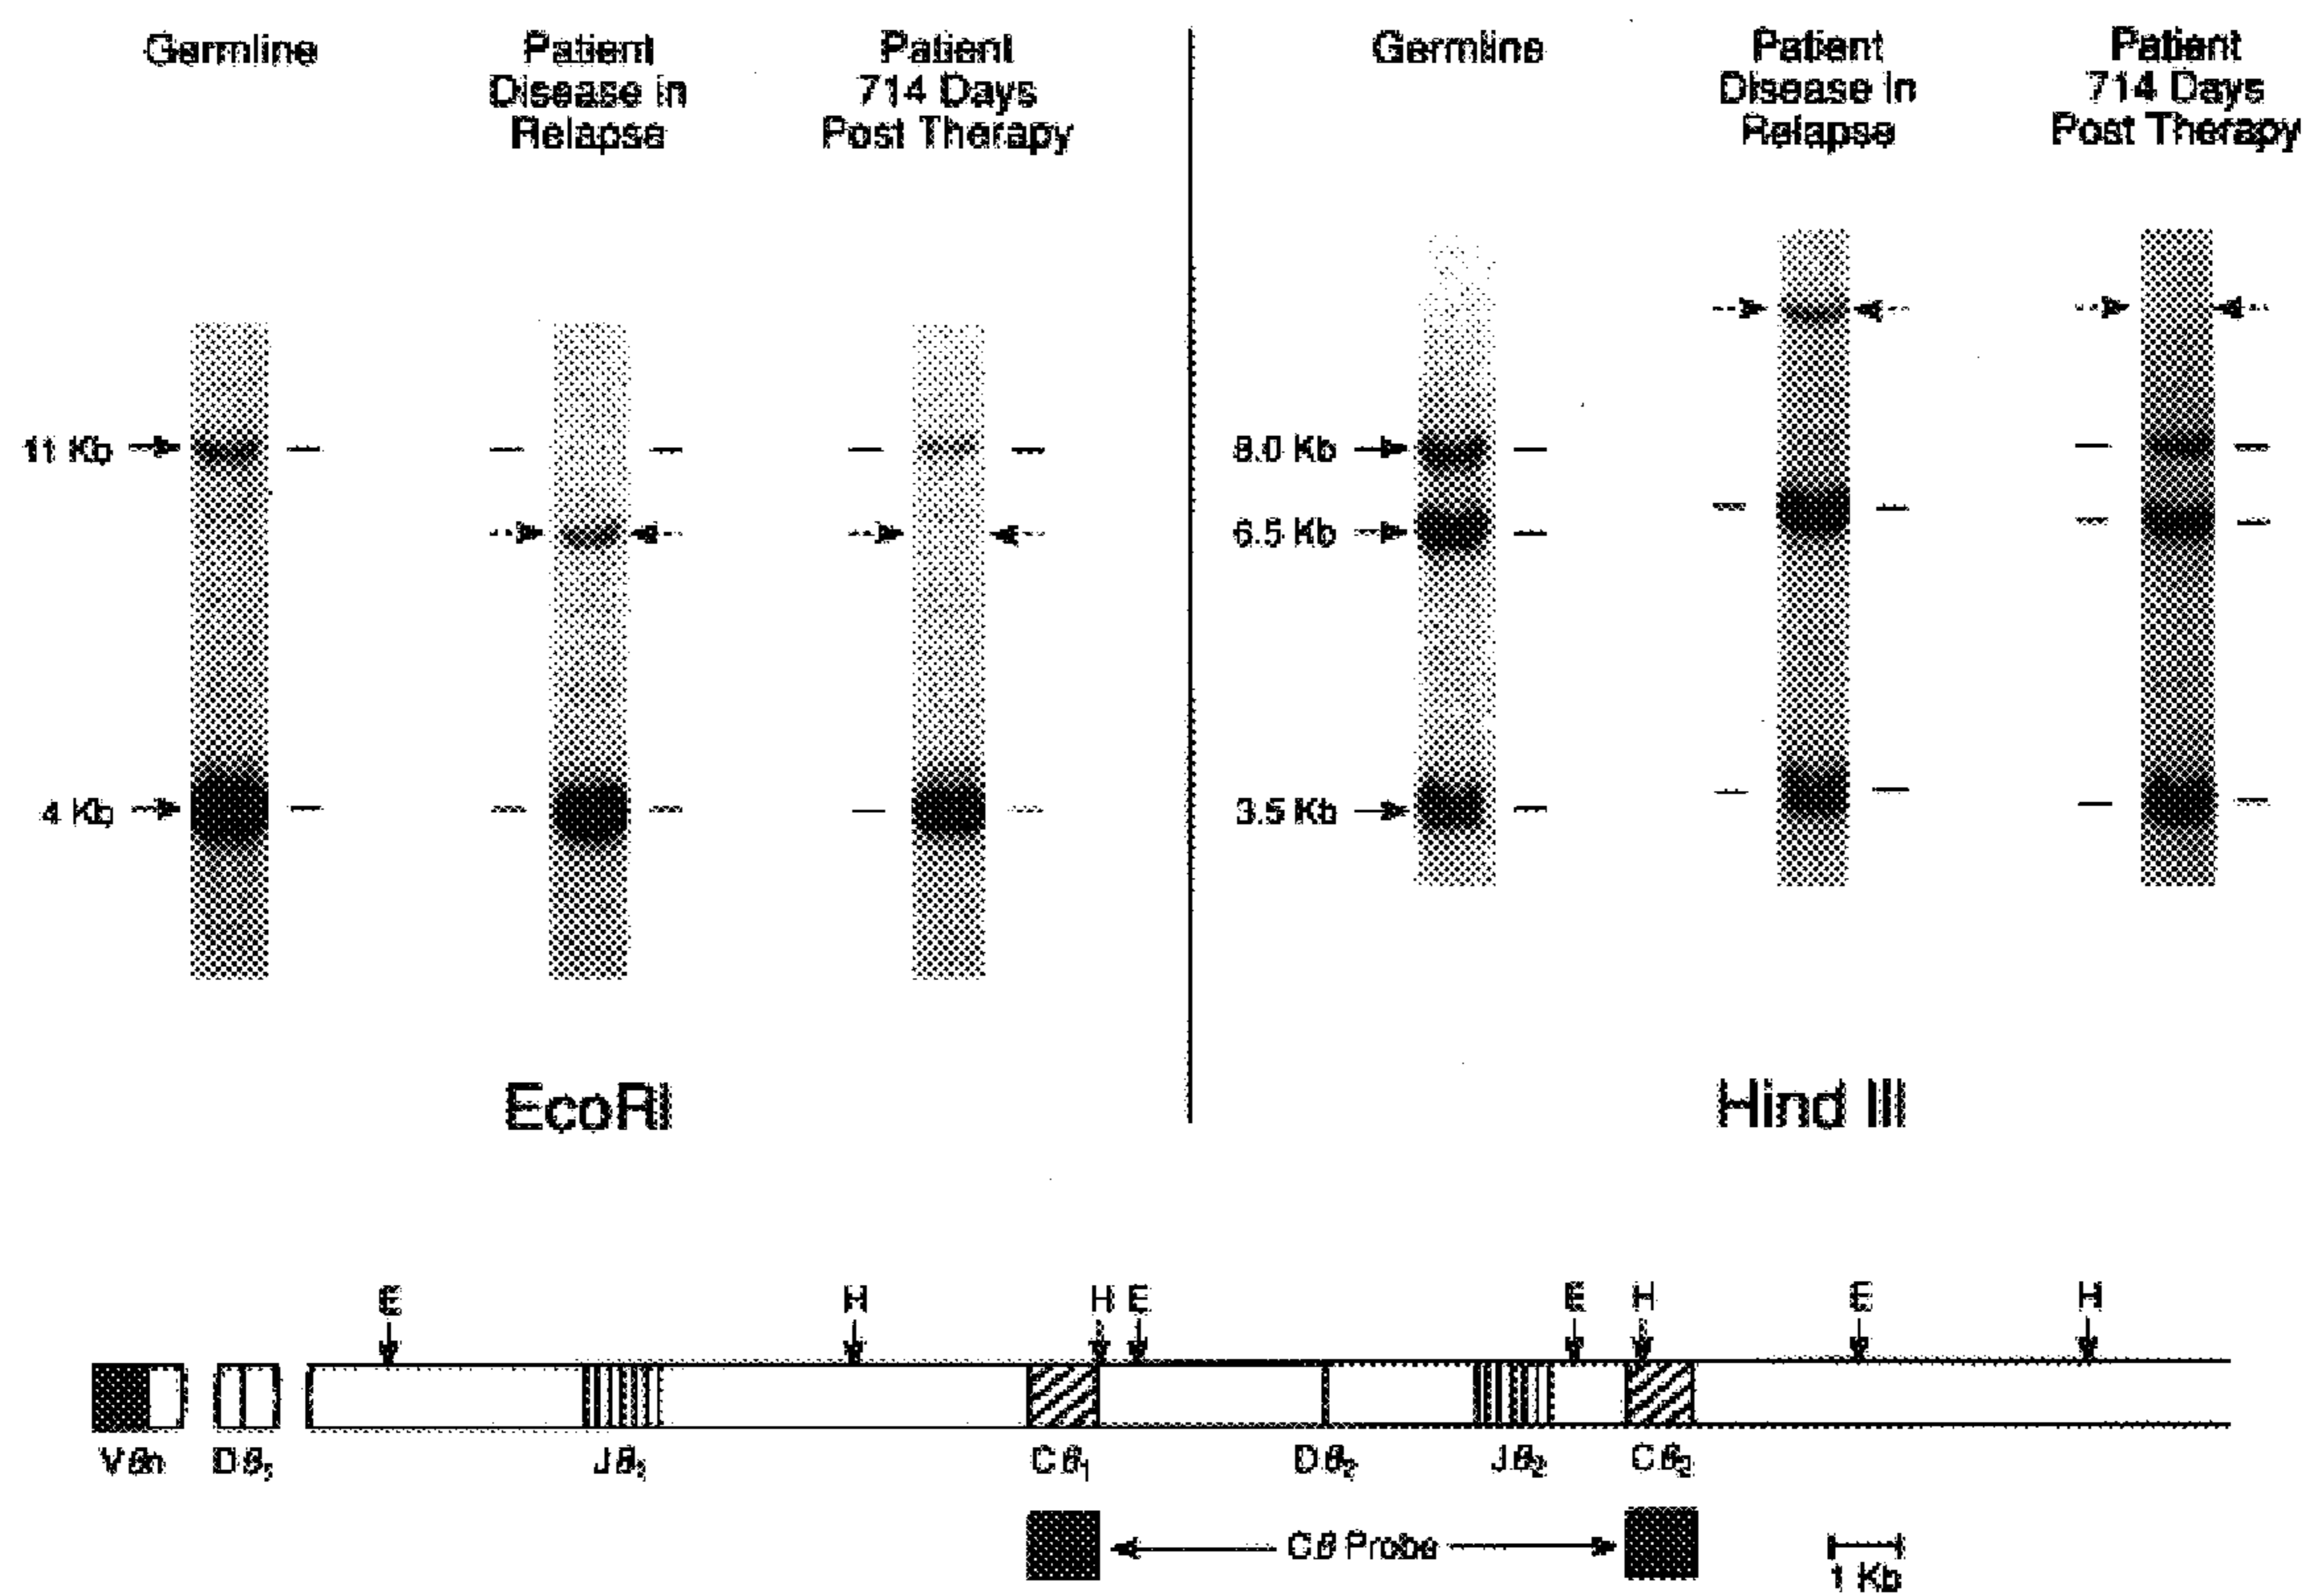 Germline
Patient
Disease in
Relapse
Patient
714 Days
Post Therapy
Germline
Patient
Disease in
Relapse
Patient
714 Days
Post Therapy
11 Kb
4 Kb
8.0 Kb
6.5 Kb
3.5 Kb
EcoRI
Hind III
E H H E E H E H
Vβn Dβ₁ Jβ₁ Cβ₁ Dβ₂ Jβ₂ Cβ₂
Cβ Probe
1 Kb